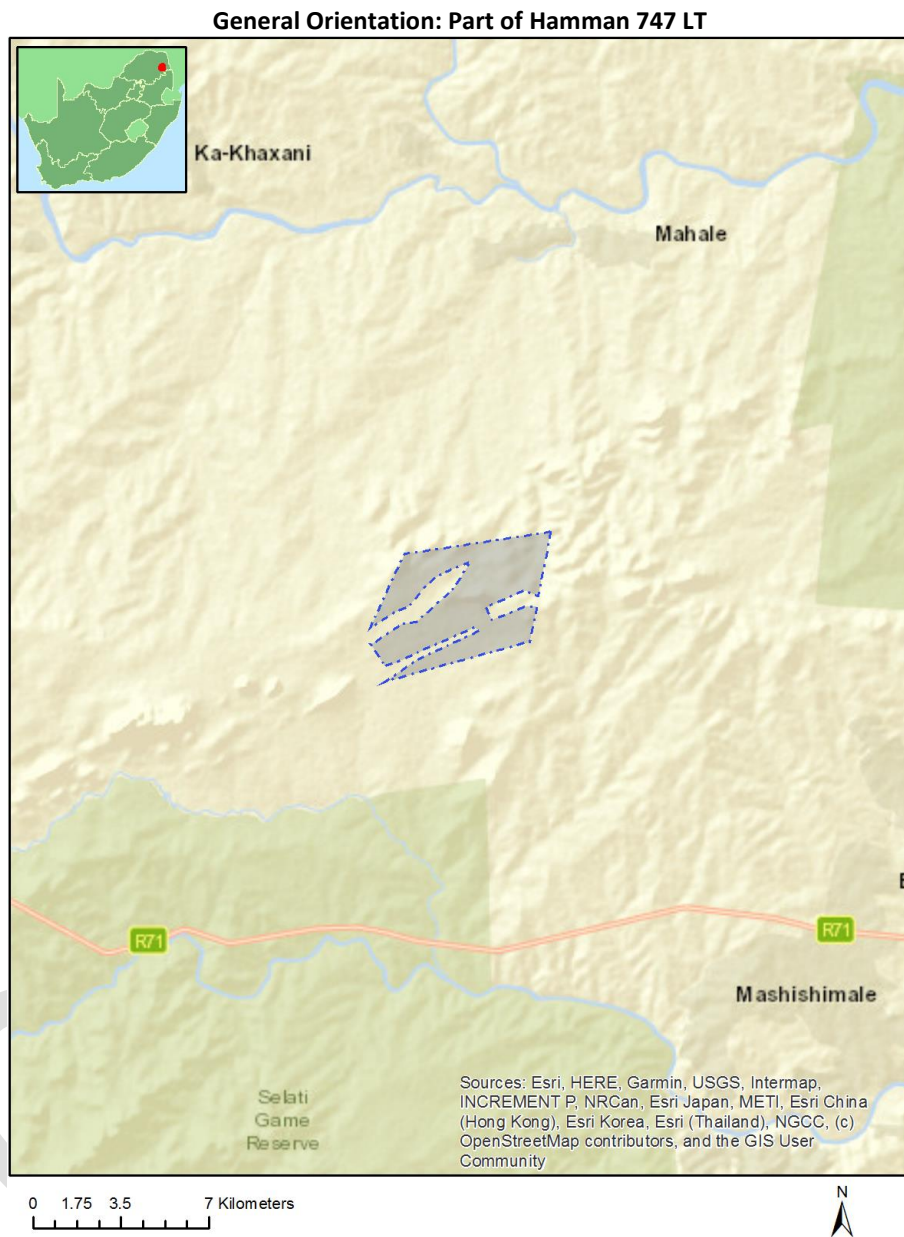 General Orientation: Part of Hamman 747 LT
Ka-Khaxani
Mahale
R71
R71
Mashishimale
Selati
Game
Reserve
Sources: Esri, HERE, Garmin, USGS, Intermap,
INCREMENT P, NRCan, Esri Japan, METI, Esri China
(Hong Kong), Esri Korea, Esri (Thailand), NGCC, (c)
OpenStreetMap contributors, and the GIS User
Community
0 1.75 3.5 7 Kilometers
N